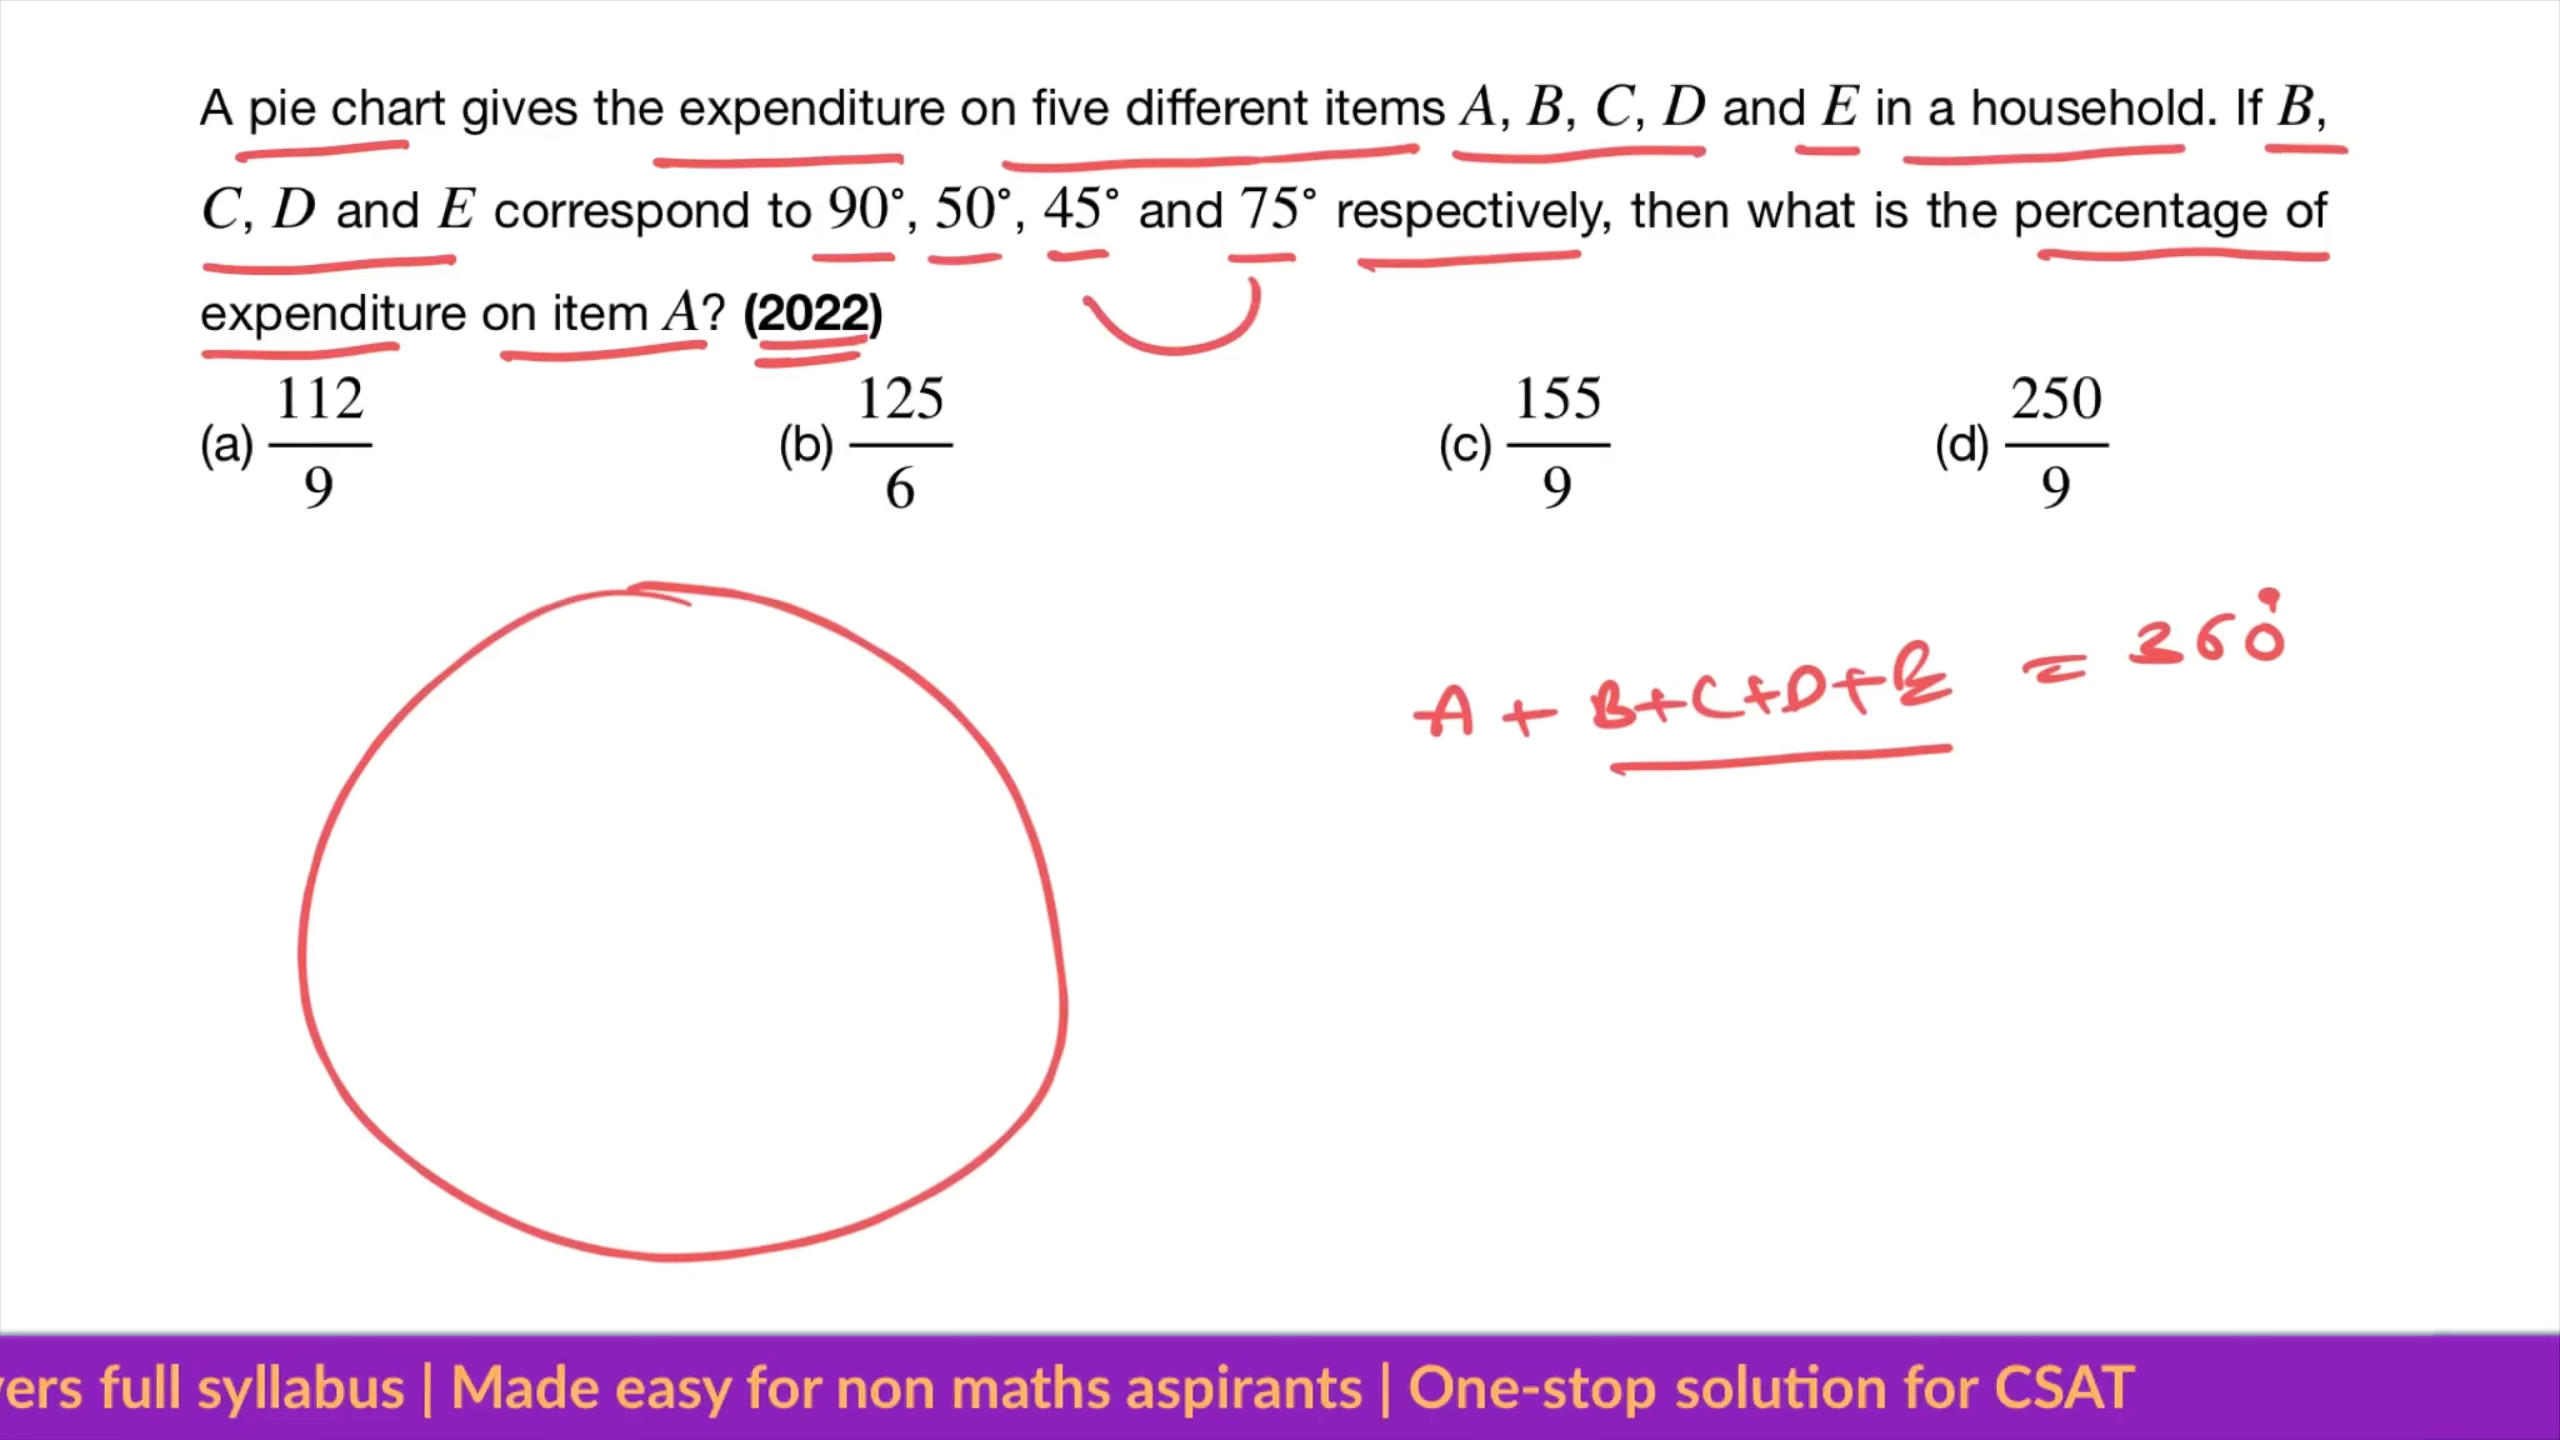 A pie chart gives the expenditure on five different items A, B, C, D and E in a household. If B,
C, D and E correspond to 90°, 50°, 45° and 75° respectively, then what is the percentage of
expenditure on item A? (2022)
(a) 112/9 (b) 125/6 (c) 155/9 (d) 250/9
A + B+C+D+E = 360°
ers full syllabus | Made easy for non maths aspirants | One-stop solution for CSAT